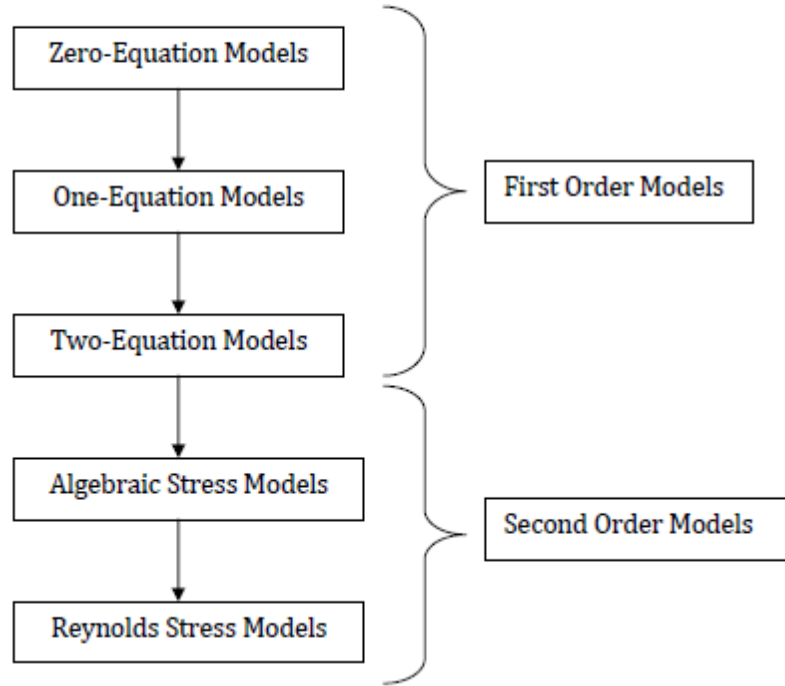 Zero-Equation Models
One-Equation Models
First Order Models
Two-Equation Models
Algebraic Stress Models
Second Order Models
Reynolds Stress Models